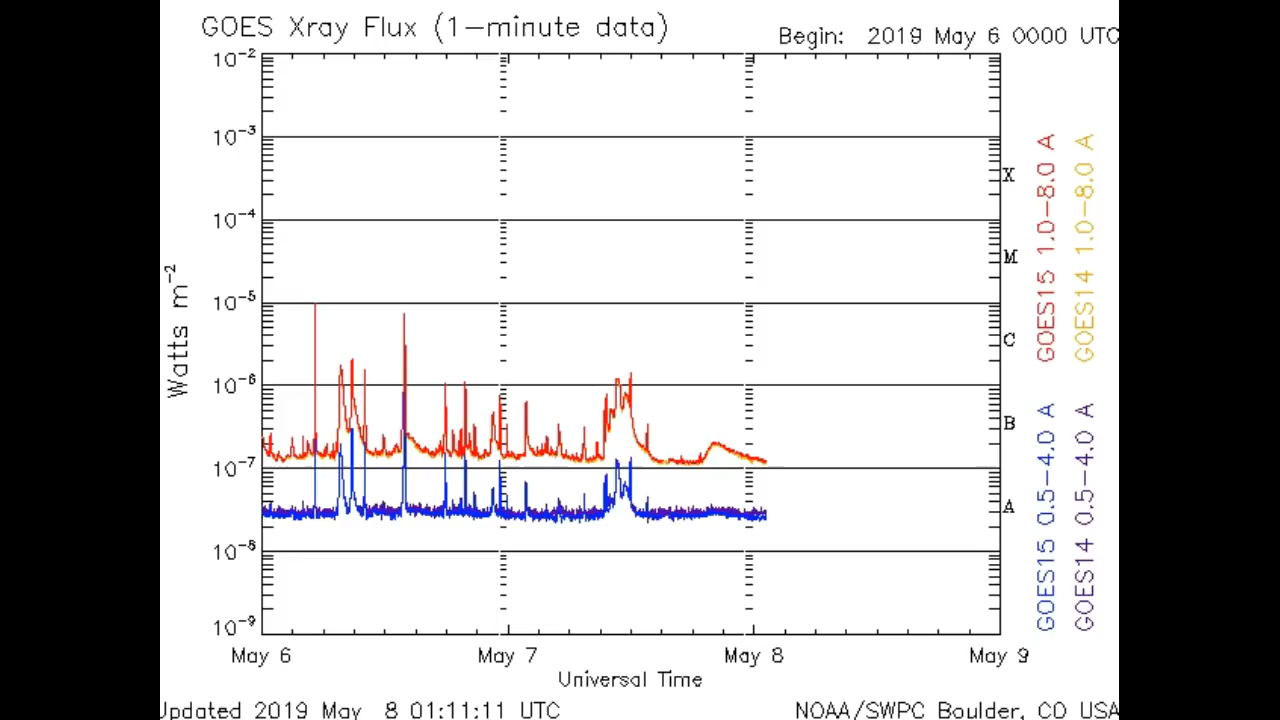 GOES Xray Flux (1-minute data)
Begin: 2019 May 6 0000 UTC
10-2
10-3
10-4
10-5
10-6
10-7
10-8
10-9
Watts m-2
X
M
C
B
A
GOES15 1.0-8.0 A
GOES14 1.0-8.0 A
GOES15 0.5-4.0 A
GOES14 0.5-4.0 A
May 6 May 7 May 8 May 9
Universal Time
Updated 2019 May 8 01:11:11 UTC
NOAA/SWPC Boulder, CO USA